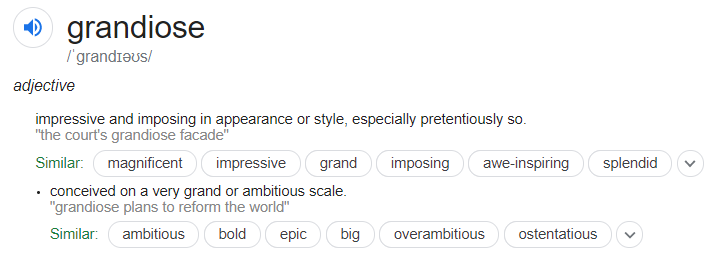 grandiose
/ˈɡrandɪəʊs/
adjective
impressive and imposing in appearance or style, especially pretentiously so.
"the court's grandiose facade"
Similar: magnificent impressive grand imposing awe-inspiring splendid
• conceived on a very grand or ambitious scale.
"grandiose plans to reform the world"
Similar: ambitious bold epic big overambitious ostentatious